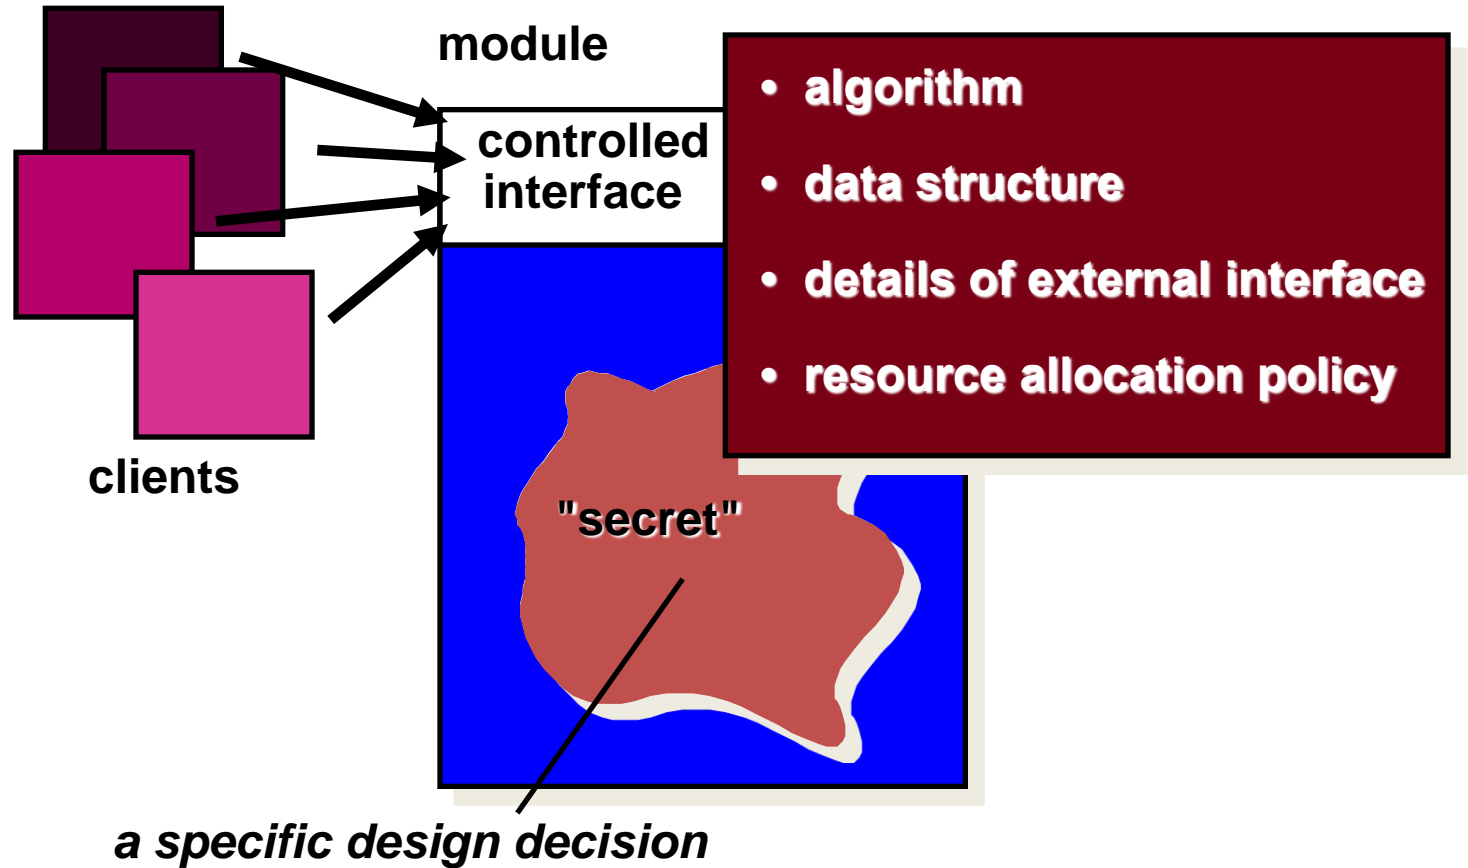 module
controlled
interface
• algorithm
• data structure
• details of external interface
• resource allocation policy
clients
"secret"
a specific design decision